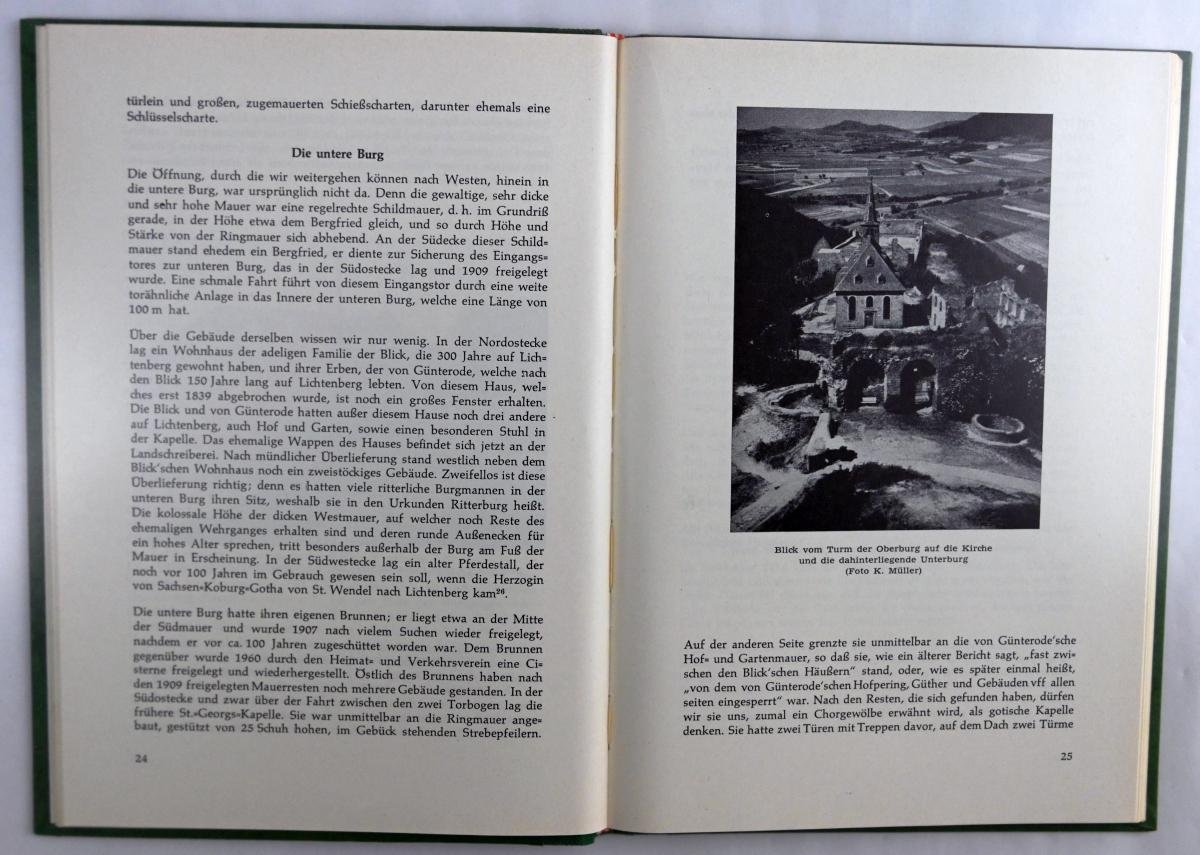 türlein und großen, zugemauerten Schießscharten, darunter ehemals eine
Schlüsselscharte.
Die untere Burg
Die Öffnung, durch die wir weitergehen können nach Westen, hinein in
die untere Burg, war ursprünglich nicht da. Denn die gewaltige, sehr dicke
und sehr hohe Mauer war eine regelrechte Schildmauer, d. h. im Grundriß
gerade, in der Höhe etwa dem Bergfried gleich, und so durch Höhe und
Stärke von der Ringmauer sich abhebend. An der Südecke dieser Schild=
mauer stand ehedem ein Bergfried, er diente zur Sicherung des Eingangs=
tores zur unteren Burg, das in der Südostecke lag und 1909 freigelegt
wurde. Eine schmale Fahrt führt von diesem Eingangstor durch eine weite
torähnliche Anlage in das Innere der unteren Burg, welche eine Länge von
100 m hat.
Über die Gebäude derselben wissen wir nur wenig. In der Nordostecke
lag ein Wohnhaus der adeligen Familie der Blick, die 300 Jahre auf Lich=
tenberg gewohnt haben, und ihrer Erben, der von Günterode, welche nach
den Blick 150 Jahre lang auf Lichtenberg lebten. Von diesem Haus, wel=
ches erst 1839 abgebrochen wurde, ist noch ein großes Fenster erhalten.
Die Blick und von Günterode hatten außer diesem Hause noch drei andere
auf Lichtenberg, auch Hof und Garten, sowie einen besonderen Stuhl in
der Kapelle. Das ehemalige Wappen des Hauses befindet sich jetzt an der
Landschreiberei. Nach mündlicher Überlieferung stand westlich neben dem
Blick'schen Wohnhaus noch ein zweistöckiges Gebäude. Zweifellos ist diese
Überlieferung richtig; denn es hatten viele ritterliche Burgmannen in der
unteren Burg ihren Sitz, weshalb sie in den Urkunden Ritterburg heißt.
Die kolossale Höhe der dicken Westmauer, auf welcher noch Reste des
ehemaligen Wehrganges erhalten sind und deren runde Außenecken für
ein hohes Alter sprechen, tritt besonders außerhalb der Burg am Fuß der
Mauer in Erscheinung. In der Südwestecke lag ein alter Pferdestall, der
noch vor 100 Jahren im Gebrauch gewesen sein soll, wenn die Herzogin
von Sachsen=Koburg=Gotha von St. Wendel nach Lichtenberg kam²⁶.
Die untere Burg hatte ihren eigenen Brunnen; er liegt etwa an der Mitte
der Südmauer und wurde 1907 nach vielem Suchen wieder freigelegt,
nachdem er vor ca. 100 Jahren zugeschüttet worden war. Dem Brunnen
gegenüber wurde 1960 durch den Heimat= und Verkehrsverein eine Ci=
sterne freigelegt und wiederhergestellt. Östlich des Brunnens haben nach
den 1909 freigelegten Mauerresten noch mehrere Gebäude gestanden. In der
Südostecke und zwar über der Fahrt zwischen den zwei Torbogen lag die
frühere St.=Georgs=Kapelle. Sie war unmittelbar an die Ringmauer ange=
baut, gestützt von 25 Schuh hohen, im Gebück stehenden Strebepfeilern.
24
Blick vom Turm der Oberburg auf die Kirche
und die dahinterliegende Unterburg
(Foto K. Müller)
Auf der anderen Seite grenzte sie unmittelbar an die von Günterode'sche
Hof= und Gartenmauer, so daß sie, wie ein älterer Bericht sagt, „fast zwi=
schen den Blick'schen Häußern“ stand, oder, wie es später einmal heißt,
„von dem von Günterode'schen Hofpering, Güther und Gebäuden vff allen
seiten eingesperrt“ war. Nach den Resten, die sich gefunden haben, dürfen
wir sie uns, zumal ein Chorgewölbe erwähnt wird, als gotische Kapelle
denken. Sie hatte zwei Türen mit Treppen davor, auf dem Dach zwei Türme
25